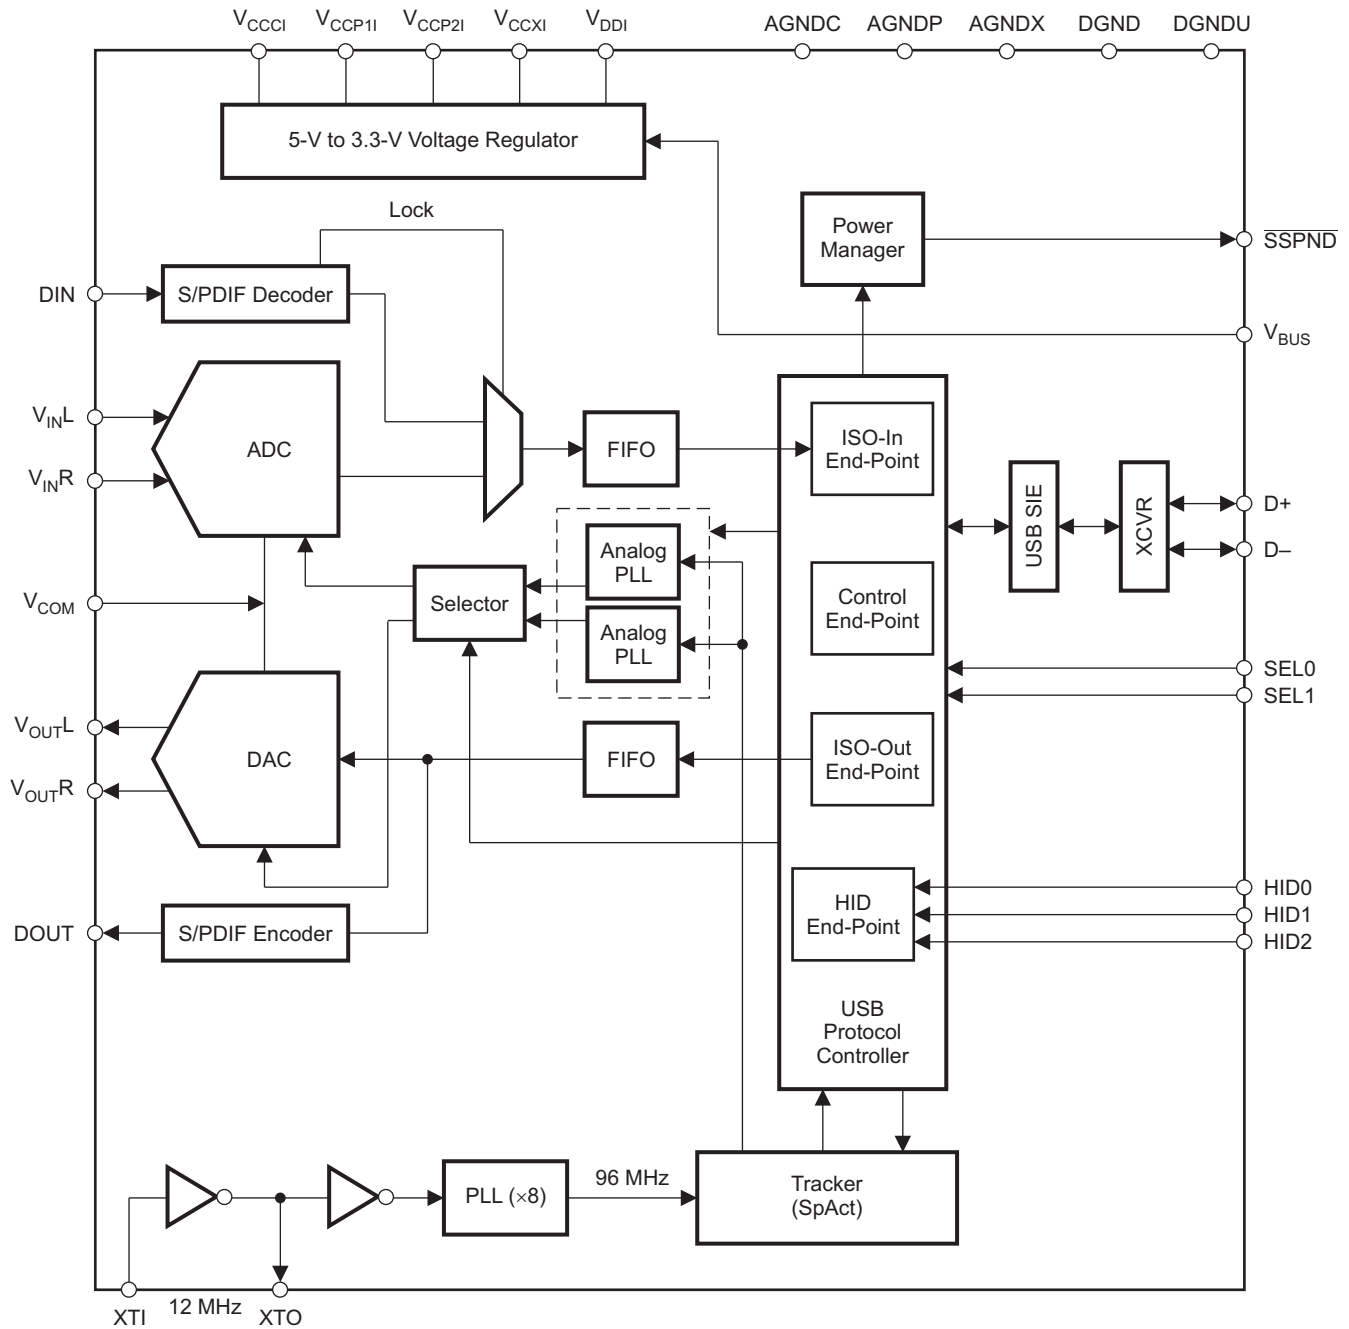 VCCCI VCCP1I VCCP2I VCCXI VDDI AGNDC AGNDP AGNDX DGND DGNDU
5-V to 3.3-V Voltage Regulator
Lock
Power
Manager
SSPND
DIN
S/PDIF Decoder
VBUS
VINL
VINR
ADC
FIFO
ISO-In
End-Point
USB SIE
XCVR
D+
D–
Analog
PLL
Selector
Analog
PLL
Control
End-Point
VCOM
SEL0
SEL1
VOUTL
VOUTR
DAC
FIFO
ISO-Out
End-Point
HID
End-Point
HID0
HID1
HID2
DOUT
S/PDIF Encoder
USB
Protocol
Controller
PLL (×8)
96 MHz
Tracker
(SpAct)
XTI
12 MHz
XTO